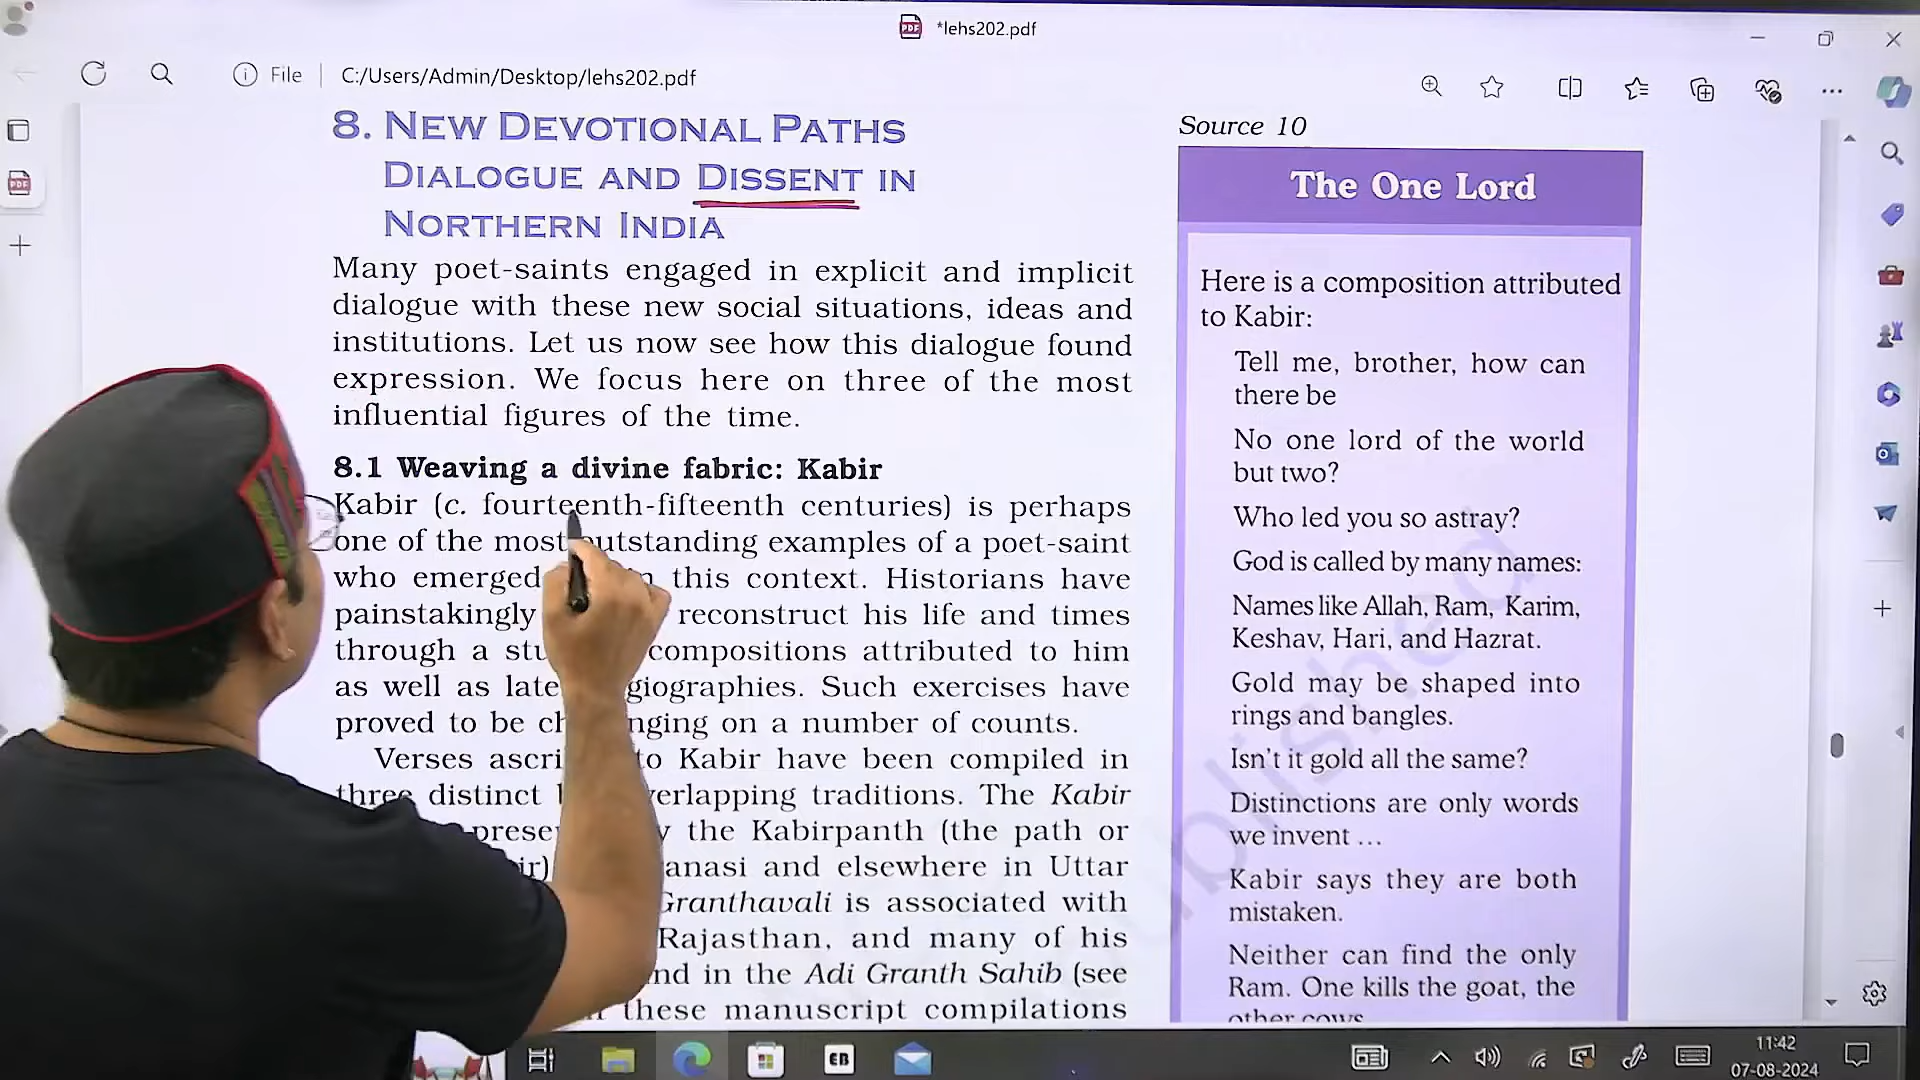 *lehs202.pdf
File
C:/Users/Admin/Desktop/lehs202.pdf
8. NEW DEVOTIONAL PATHS
DIALOGUE AND DISSENT IN
NORTHERN INDIA
Many poet-saints engaged in explicit and implicit
dialogue with these new social situations, ideas and
institutions. Let us now see how this dialogue found
expression. We focus here on three of the most
influential figures of the time.
8.1 Weaving a divine fabric: Kabir
Kabir (c. fourteenth-fifteenth centuries) is perhaps
one of the most outstanding examples of a poet-saint
who emerged this context. Historians have
painstakingly reconstruct his life and times
through a compositions attributed to him
as well as Such exercises have
proved to be on a number of counts.
Verses to Kabir have been compiled in
three distinct traditions. The Kabir
the Kabirpanth (the path or
and elsewhere in Uttar
Granthavali is associated with
Rajasthan, and many of his
in the Adi Granth Sahib (see
these manuscript compilations
Source 10
The One Lord
Here is a composition attributed
to Kabir:
Tell me, brother, how can
there be
No one lord of the world
but two?
Who led you so astray?
God is called by many names:
Names like Allah, Ram, Karim,
Keshav, Hari, and Hazrat.
Gold may be shaped into
rings and bangles.
Isn't it gold all the same?
Distinctions are only words
we invent ...
Kabir says they are both
mistaken.
Neither can find the only
Ram. One kills the goat, the
other cows
11:42
07-08-2024